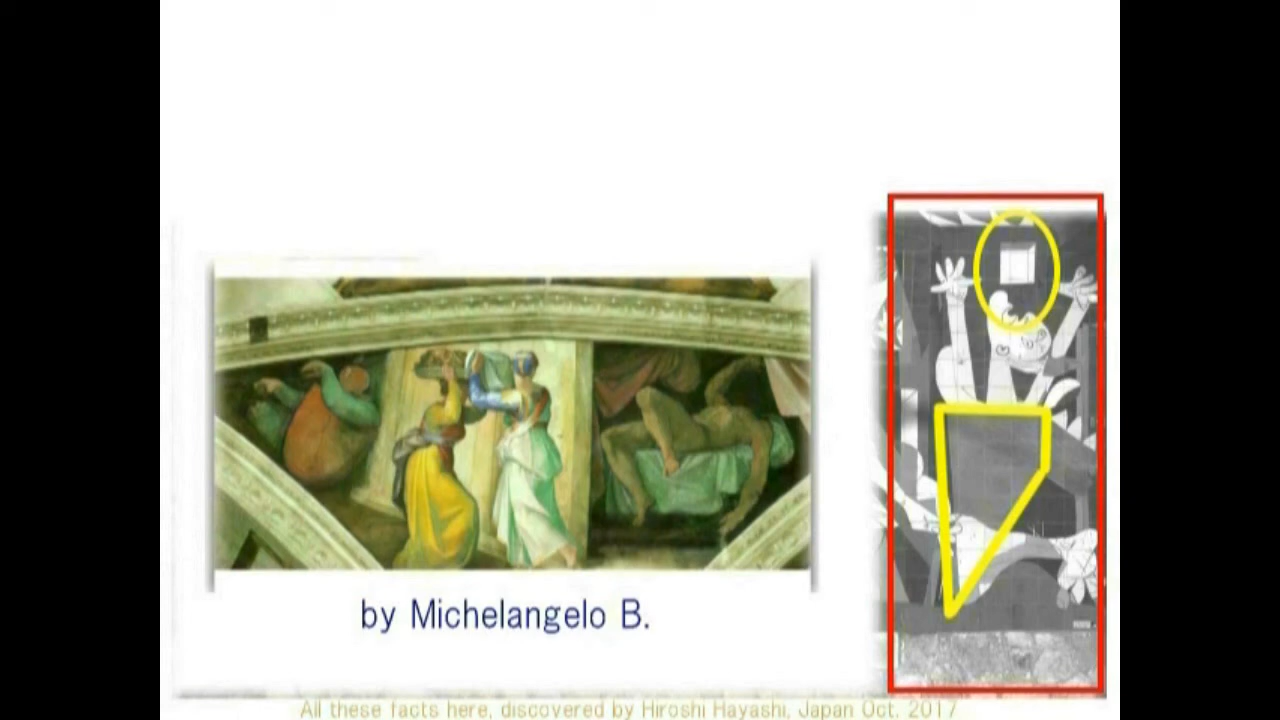 by Michelangelo B.
All these facts here, discovered by Hiroshi Hayashi, Japan Oct. 2017